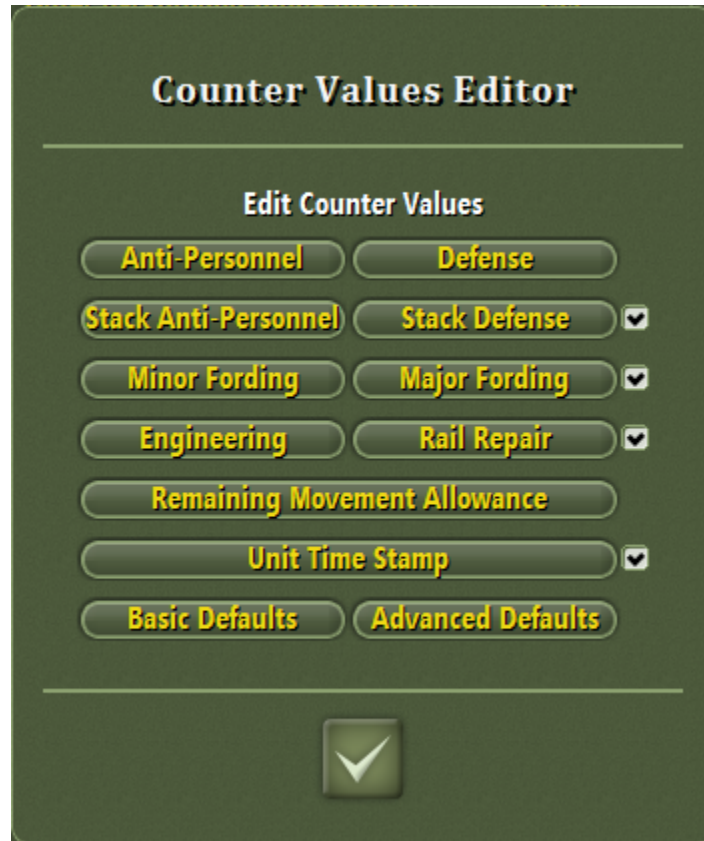 Counter Values Editor
Edit Counter Values
Anti-Personnel Defense
Stack Anti-Personnel Stack Defense
Minor Fording Major Fording
Engineering Rail Repair
Remaining Movement Allowance
Unit Time Stamp
Basic Defaults Advanced Defaults